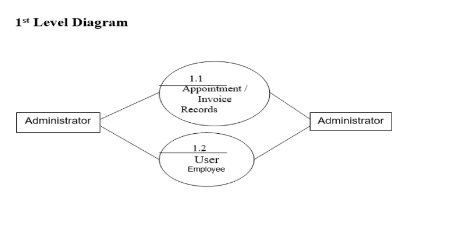 1st Level Diagram
1.1
Appointment /
Invoice
Records
Administrator
Administrator
1.2
User
Employee